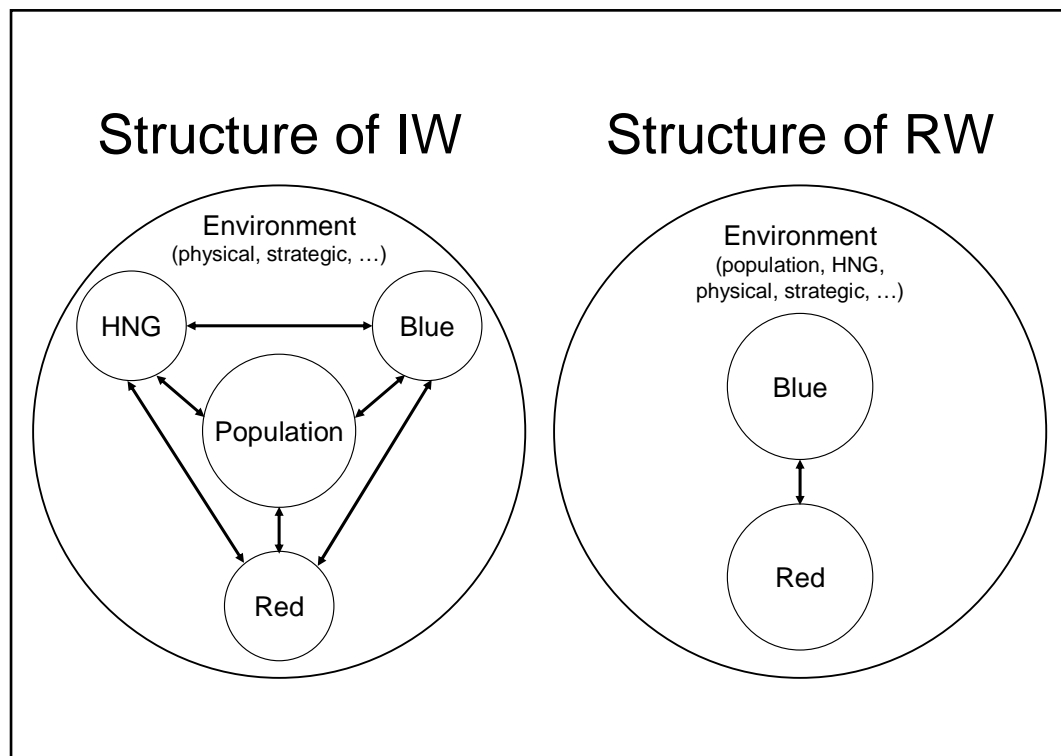 Structure of IW
Environment
(physical, strategic, …)
HNG
Blue
Population
Red
Structure of RW
Environment
(population, HNG,
physical, strategic, …)
Blue
Red